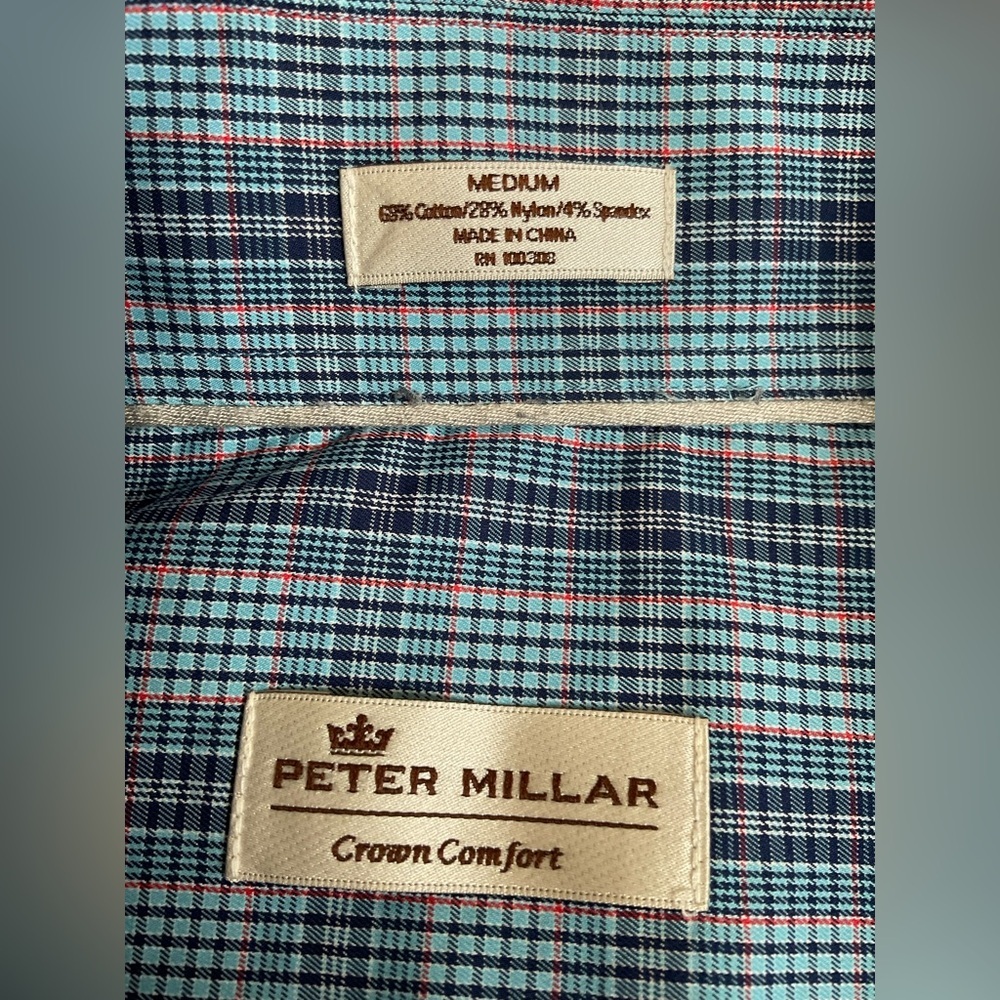 MEDIUM
68% Cotton/28% Nylon/4% Spandex
MADE IN CHINA
RN 100308
PETER MILLAR
Crown Comfort